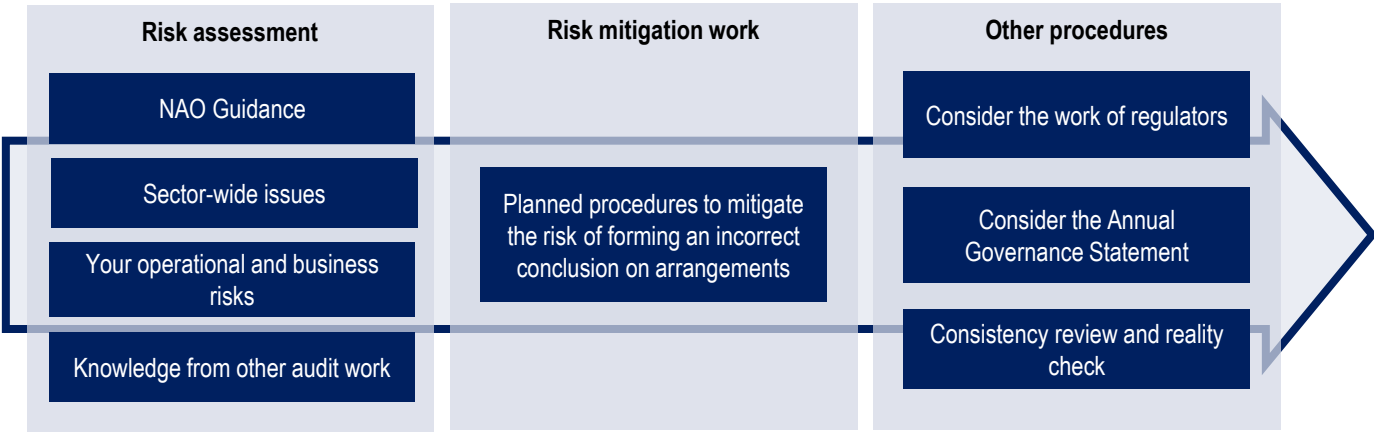 Risk assessment
NAO Guidance
Sector-wide issues
Your operational and business
risks
Knowledge from other audit work
Risk mitigation work
Planned procedures to mitigate
the risk of forming an incorrect
conclusion on arrangements
Other procedures
Consider the work of regulators
Consider the Annual
Governance Statement
Consistency review and reality
check